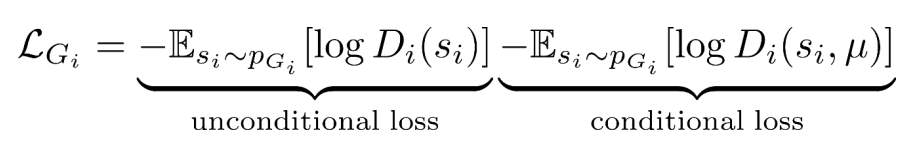 $\mathcal{L}_{G_i} = \underbrace{-\mathbb{E}_{s_i \sim p_{G_i}}[\log D_i(s_i)]}_{\text{unconditional loss}} \underbrace{-\mathbb{E}_{s_i \sim p_{G_i}}[\log D_i(s_i, \mu)]}_{\text{conditional loss}}$